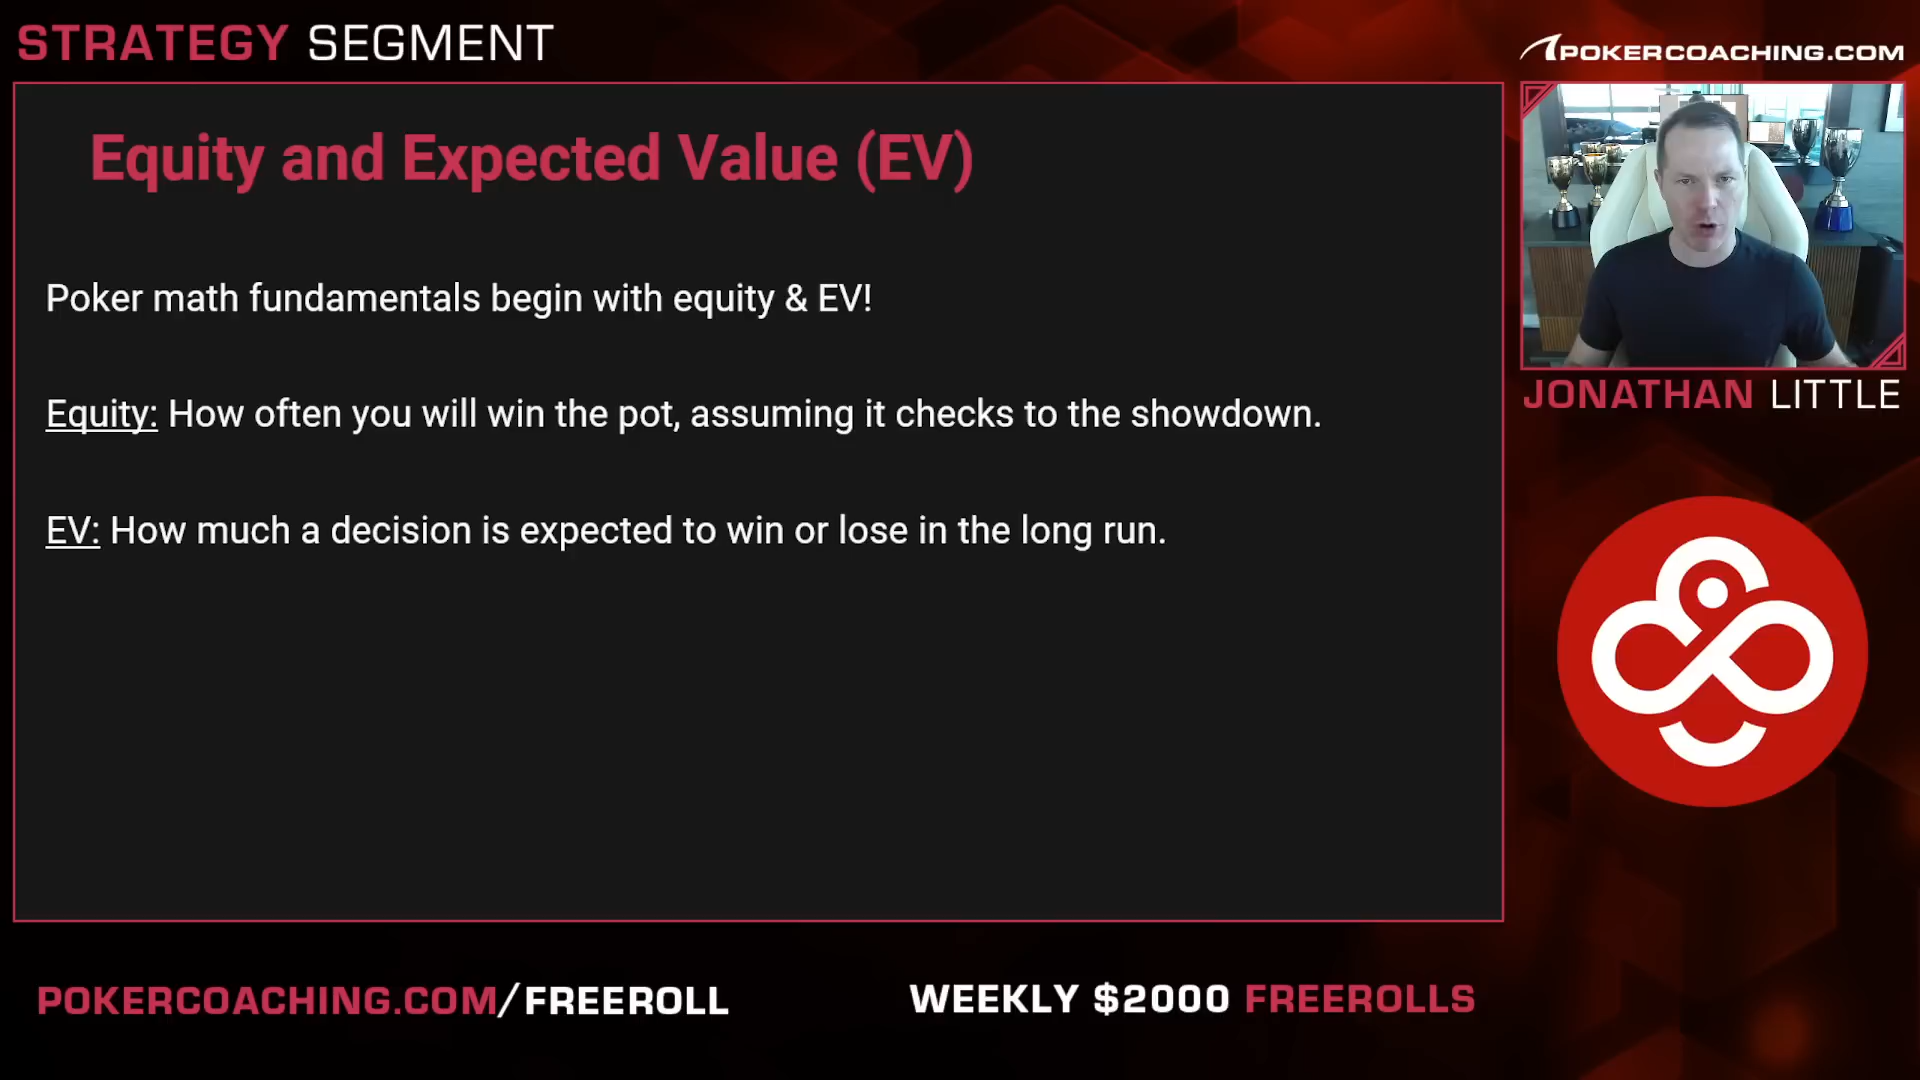 STRATEGY SEGMENT
POKERCOACHING.COM
Equity and Expected Value (EV)
Poker math fundamentals begin with equity & EV!
Equity: How often you will win the pot, assuming it checks to the showdown.
EV: How much a decision is expected to win or lose in the long run.
JONATHAN LITTLE
POKERCOACHING.COM/FREEROLL
WEEKLY $2000 FREEROLLS